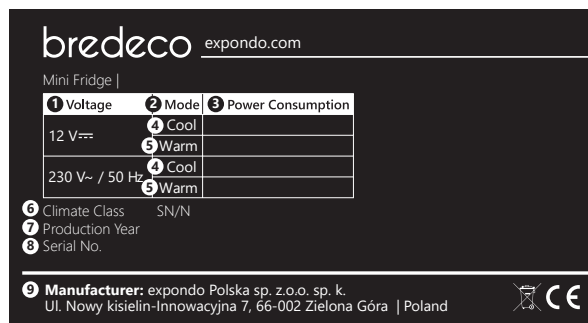 bredeco expondo.com
Mini Fridge |
1 Voltage 2 Mode 3 Power Consumption
12 V⎓ 4 Cool
5 Warm
230 V~ / 50 Hz 4 Cool
5 Warm
6 Climate Class SN/N
7 Production Year
8 Serial No.
9 Manufacturer: expondo Polska sp. z.o.o. sp. k.
Ul. Nowy kisielin-Innowacyjna 7, 66-002 Zielona Góra | Poland
CE